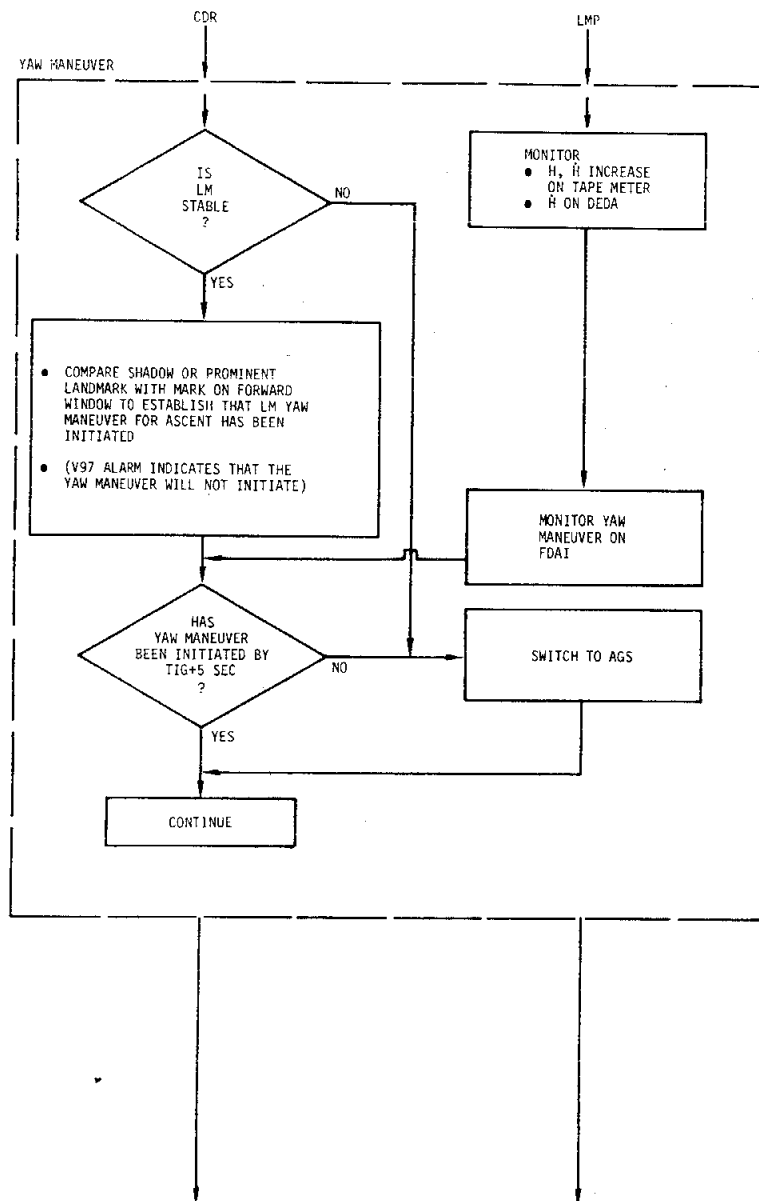 CDR
LMP
YAW MANEUVER
IS
LM
STABLE
?
NO
YES
MONITOR
● H, Ḣ INCREASE
ON TAPE METER
● Ḣ ON DEDA
● COMPARE SHADOW OR PROMINENT
LANDMARK WITH MARK ON FORWARD
WINDOW TO ESTABLISH THAT LM YAW
MANEUVER FOR ASCENT HAS BEEN
INITIATED
● (V97 ALARM INDICATES THAT THE
YAW MANEUVER WILL NOT INITIATE)
MONITOR YAW
MANEUVER ON
FDAI
HAS
YAW MANEUVER
BEEN INITIATED BY
TIG+5 SEC
?
NO
YES
SWITCH TO AGS
CONTINUE